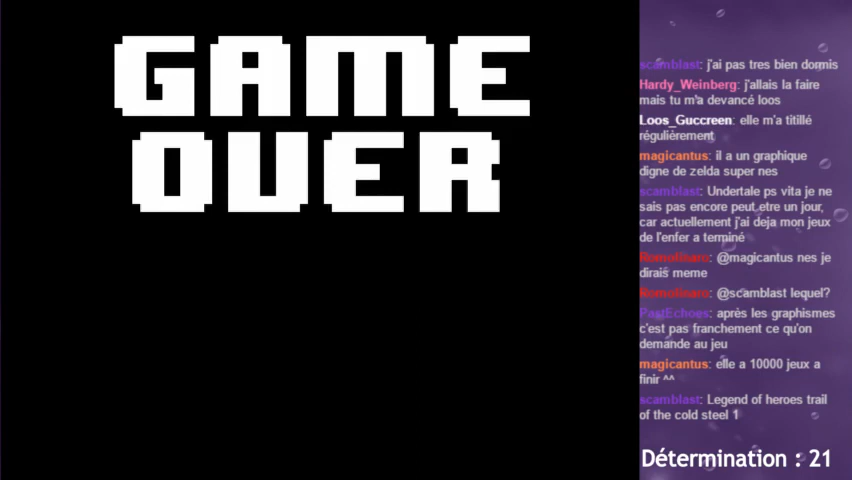 GAME
OVER
scamblast: j'ai pas tres bien dormis
Hardy_Weinberg: j'allais la faire
mais tu m'a devancé loos
Loos_Guccreen: elle m'a titillé
régulièrement
magicantus: il a un graphique
digne de zelda super nes
scamblast: Undertale ps vita je ne
sais pas encore peut etre un jour,
car actuellement j'ai deja mon jeux
de l'enfer a terminé
: @magicantus nes je
dirais meme
: @scamblast lequel?
PastEchoes: après les graphismes
c'est pas franchement ce qu'on
demande au jeu
magicantus: elle a 10000 jeux a
finir ^^
scamblast: Legend of heroes trail
of the cold steel 1
Détermination : 21